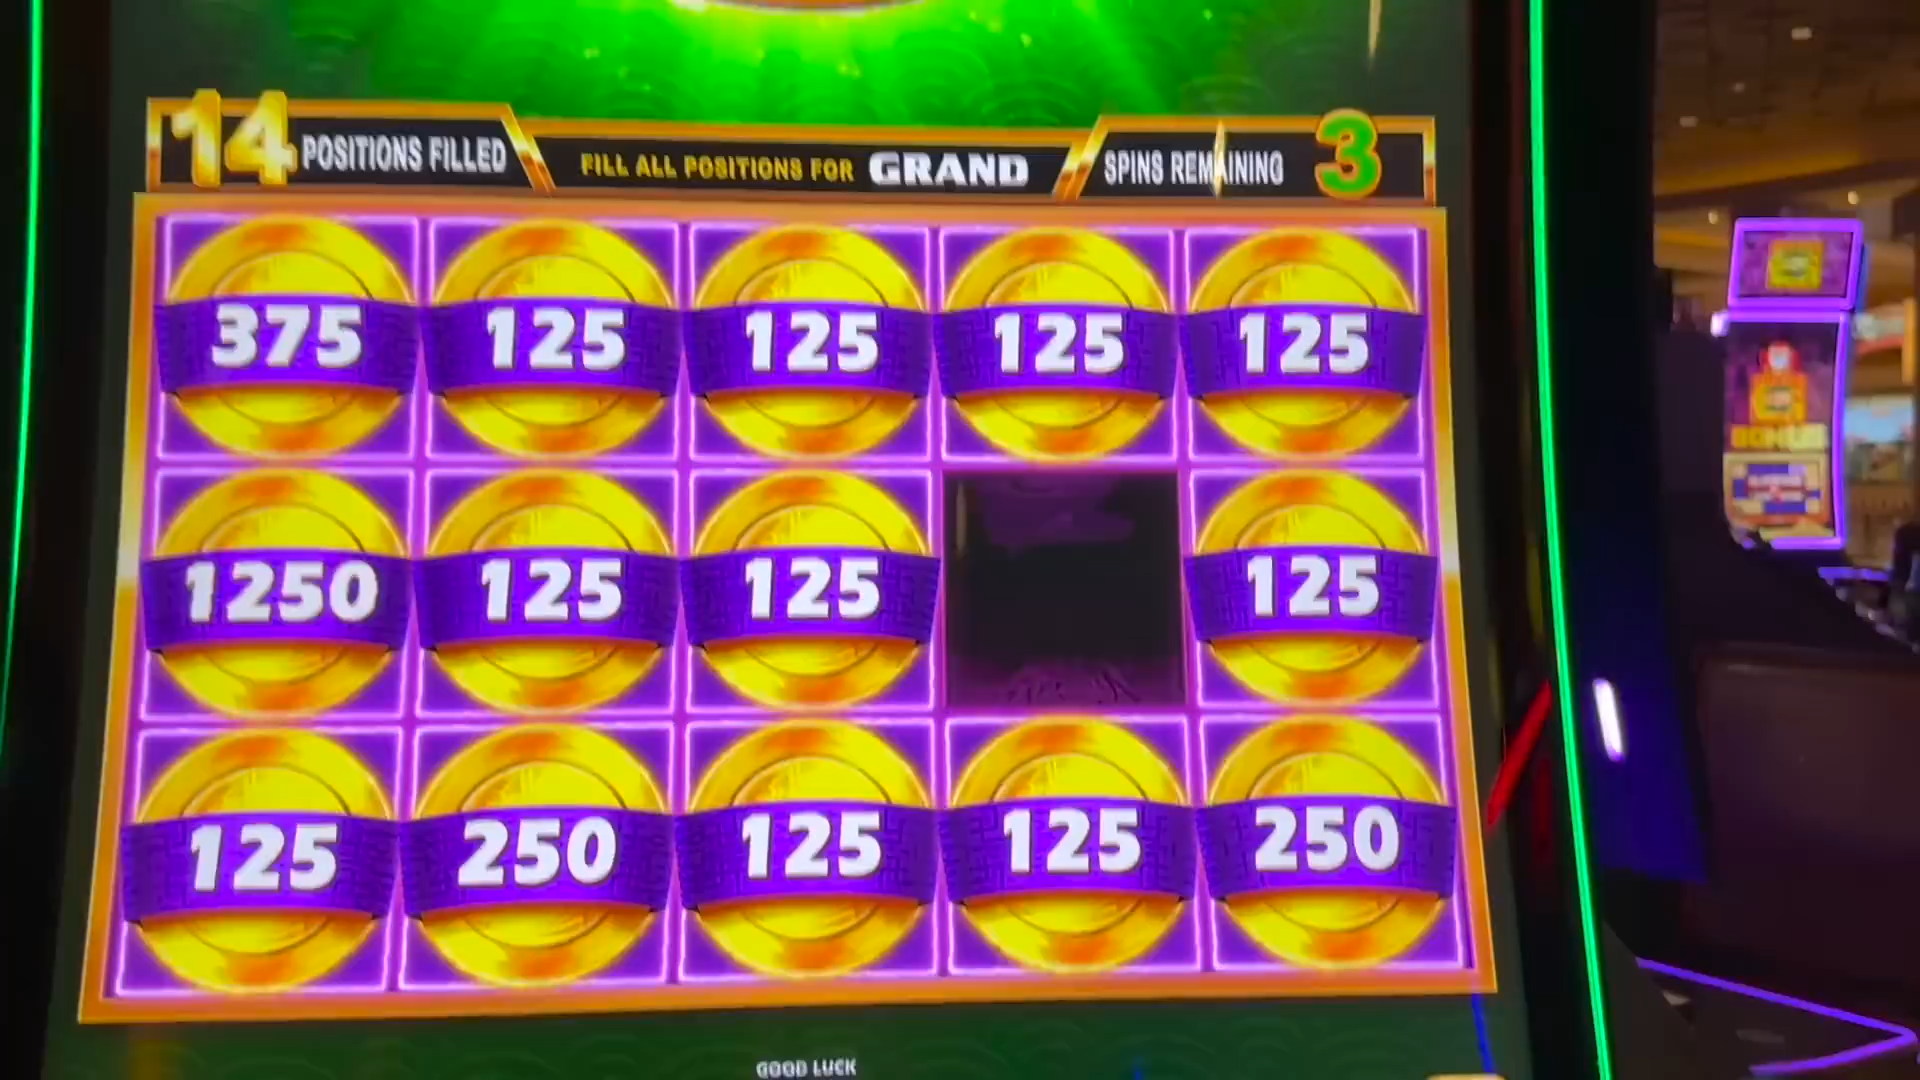 14 POSITIONS FILLED
FILL ALL POSITIONS FOR GRAND
SPINS REMAINING 3
375 125 125 125 125
1250 125 125 125
125 250 125 125 250
GOOD LUCK
BONUS